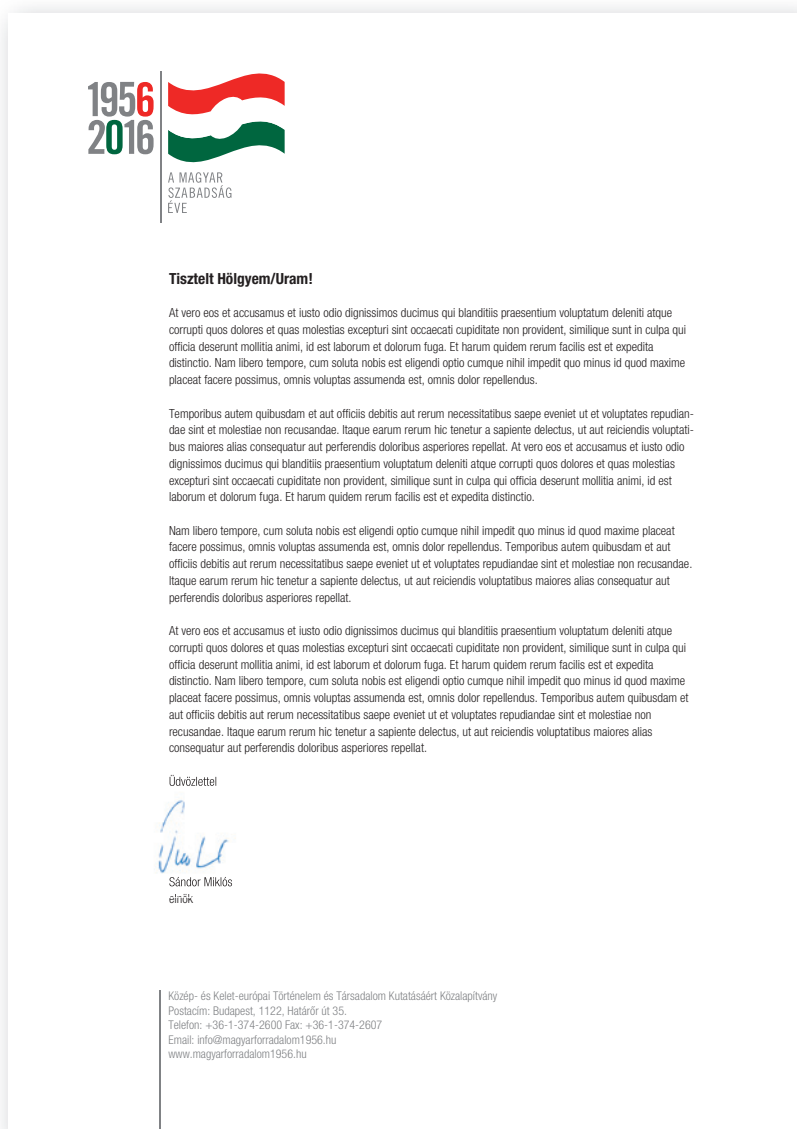 1956
2016
A MAGYAR
SZABADSÁG
ÉVE
Tisztelt Hölgyem/Uram!
At vero eos et accusamus et iusto odio dignissimos ducimus qui blanditiis praesentium voluptatum deleniti atque
corrupti quos dolores et quas molestias excepturi sint occaecati cupiditate non provident, similique sunt in culpa qui
officia deserunt mollitia animi, id est laborum et dolorum fuga. Et harum quidem rerum facilis est et expedita
distinctio. Nam libero tempore, cum soluta nobis est eligendi optio cumque nihil impedit quo minus id quod maxime
placeat facere possimus, omnis voluptas assumenda est, omnis dolor repellendus.
Temporibus autem quibusdam et aut officiis debitis aut rerum necessitatibus saepe eveniet ut et voluptates repudian-
dae sint et molestiae non recusandae. Itaque earum rerum hic tenetur a sapiente delectus, ut aut reiciendis voluptati-
bus maiores alias consequatur aut perferendis doloribus asperiores repellat. At vero eos et accusamus et iusto odio
dignissimos ducimus qui blanditiis praesentium voluptatum deleniti atque corrupti quos dolores et quas molestias
excepturi sint occaecati cupiditate non provident, similique sunt in culpa qui officia deserunt mollitia animi, id est
laborum et dolorum fuga. Et harum quidem rerum facilis est et expedita distinctio.
Nam libero tempore, cum soluta nobis est eligendi optio cumque nihil impedit quo minus id quod maxime placeat
facere possimus, omnis voluptas assumenda est, omnis dolor repellendus. Temporibus autem quibusdam et aut
officiis debitis aut rerum necessitatibus saepe eveniet ut et voluptates repudiandae sint et molestiae non recusandae.
Itaque earum rerum hic tenetur a sapiente delectus, ut aut reiciendis voluptatibus maiores alias consequatur aut
perferendis doloribus asperiores repellat.
At vero eos et accusamus et iusto odio dignissimos ducimus qui blanditiis praesentium voluptatum deleniti atque
corrupti quos dolores et quas molestias excepturi sint occaecati cupiditate non provident, similique sunt in culpa qui
officia deserunt mollitia animi, id est laborum et dolorum fuga. Et harum quidem rerum facilis est et expedita
distinctio. Nam libero tempore, cum soluta nobis est eligendi optio cumque nihil impedit quo minus id quod maxime
placeat facere possimus, omnis voluptas assumenda est, omnis dolor repellendus. Temporibus autem quibusdam et
aut officiis debitis aut rerum necessitatibus saepe eveniet ut et voluptates repudiandae sint et molestiae non
recusandae. Itaque earum rerum hic tenetur a sapiente delectus, ut aut reiciendis voluptatibus maiores alias
consequatur aut perferendis doloribus asperiores repellat.
Üdvözlettel
Sándor Miklós
elnök
Közép- és Kelet-európai Történelem és Társadalom Kutatásáért Közalapítvány
Postacím: Budapest, 1122, Határőr út 35.
Telefon: +36-1-374-2600 Fax: +36-1-374-2607
Email: info@magyarforradalom1956.hu
www.magyarforradalom1956.hu